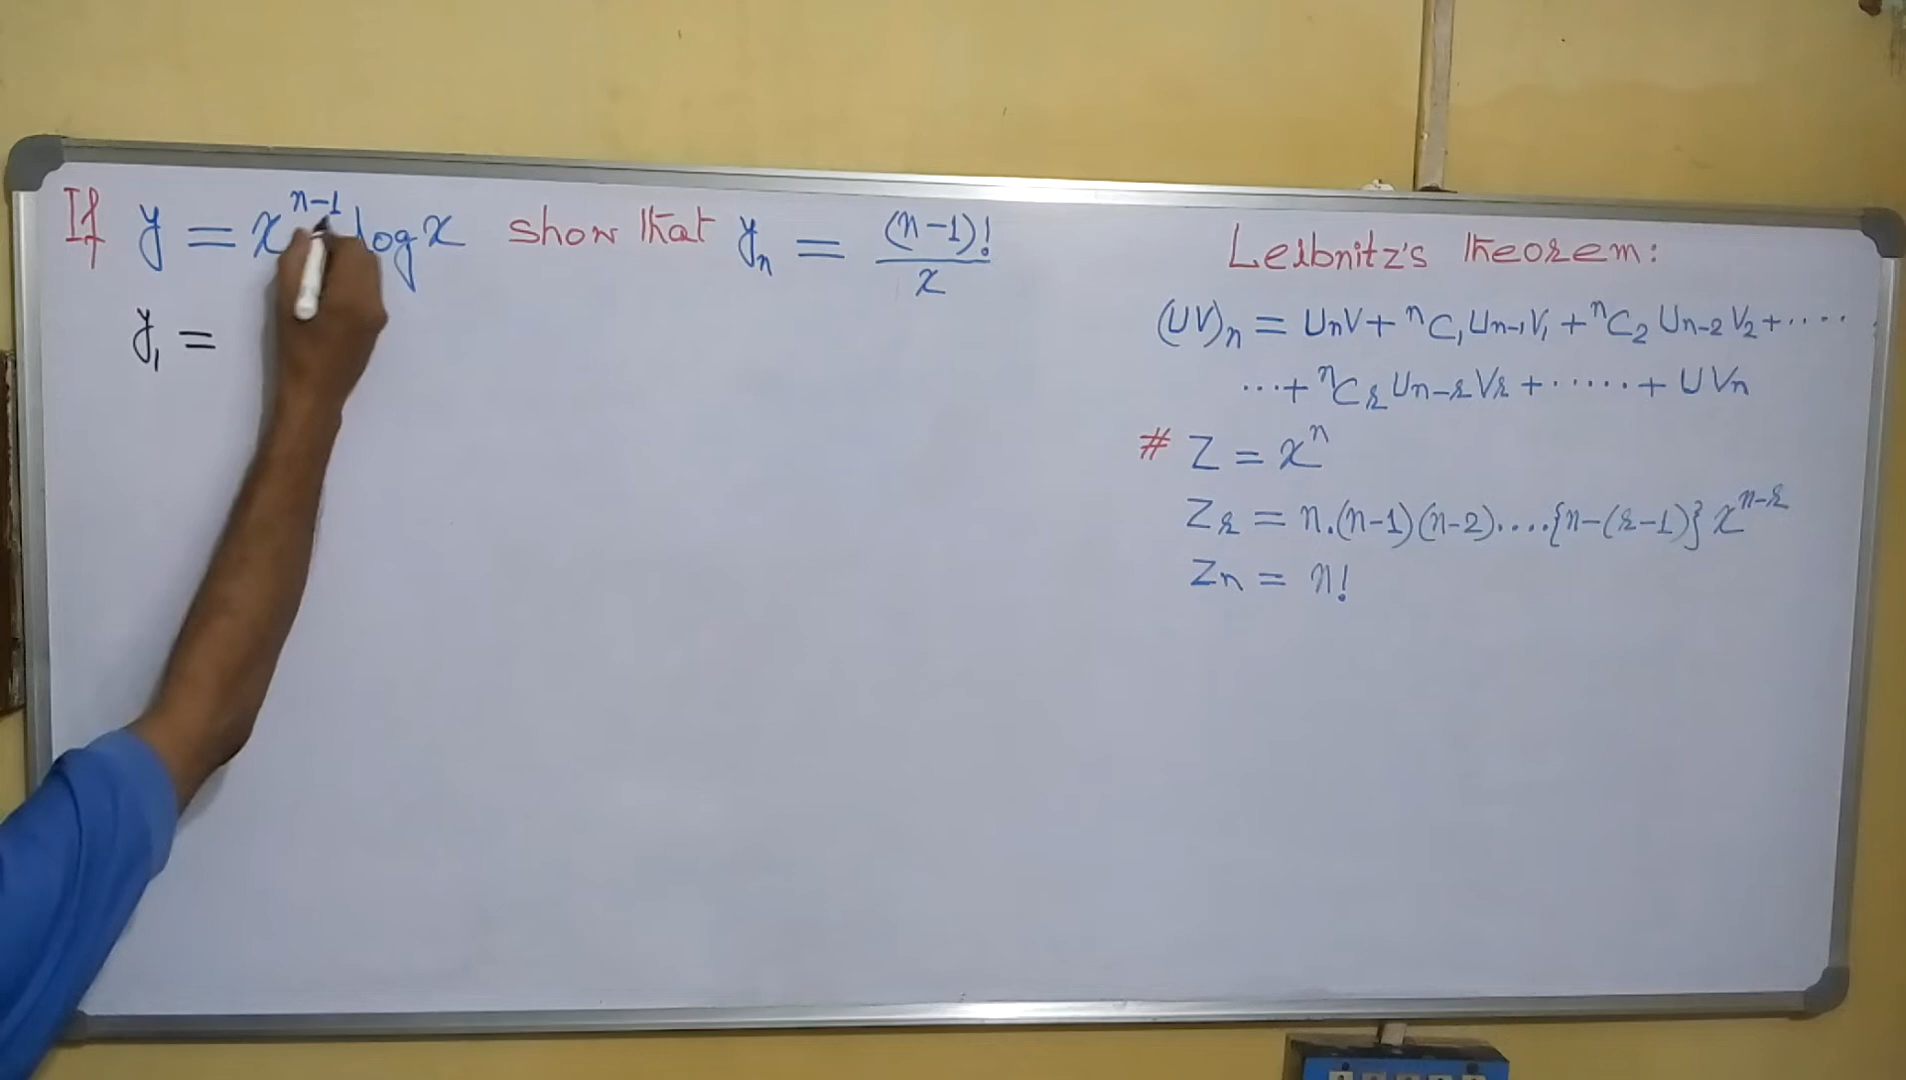 If y = x^{n-1} log x show that y_n = (n-1)!/x
y_1 =
Leibnitz's theorem:
(UV)_n = U_nV + ^nC_1 U_{n-1}V_1 + ^nC_2 U_{n-2}V_2 + ....
...+ ^nC_r U_{n-r}V_r + ...... + UV_n
# Z = x^n
Z_r = n.(n-1)(n-2)....{n-(r-1)} x^{n-r}
Z_n = n!